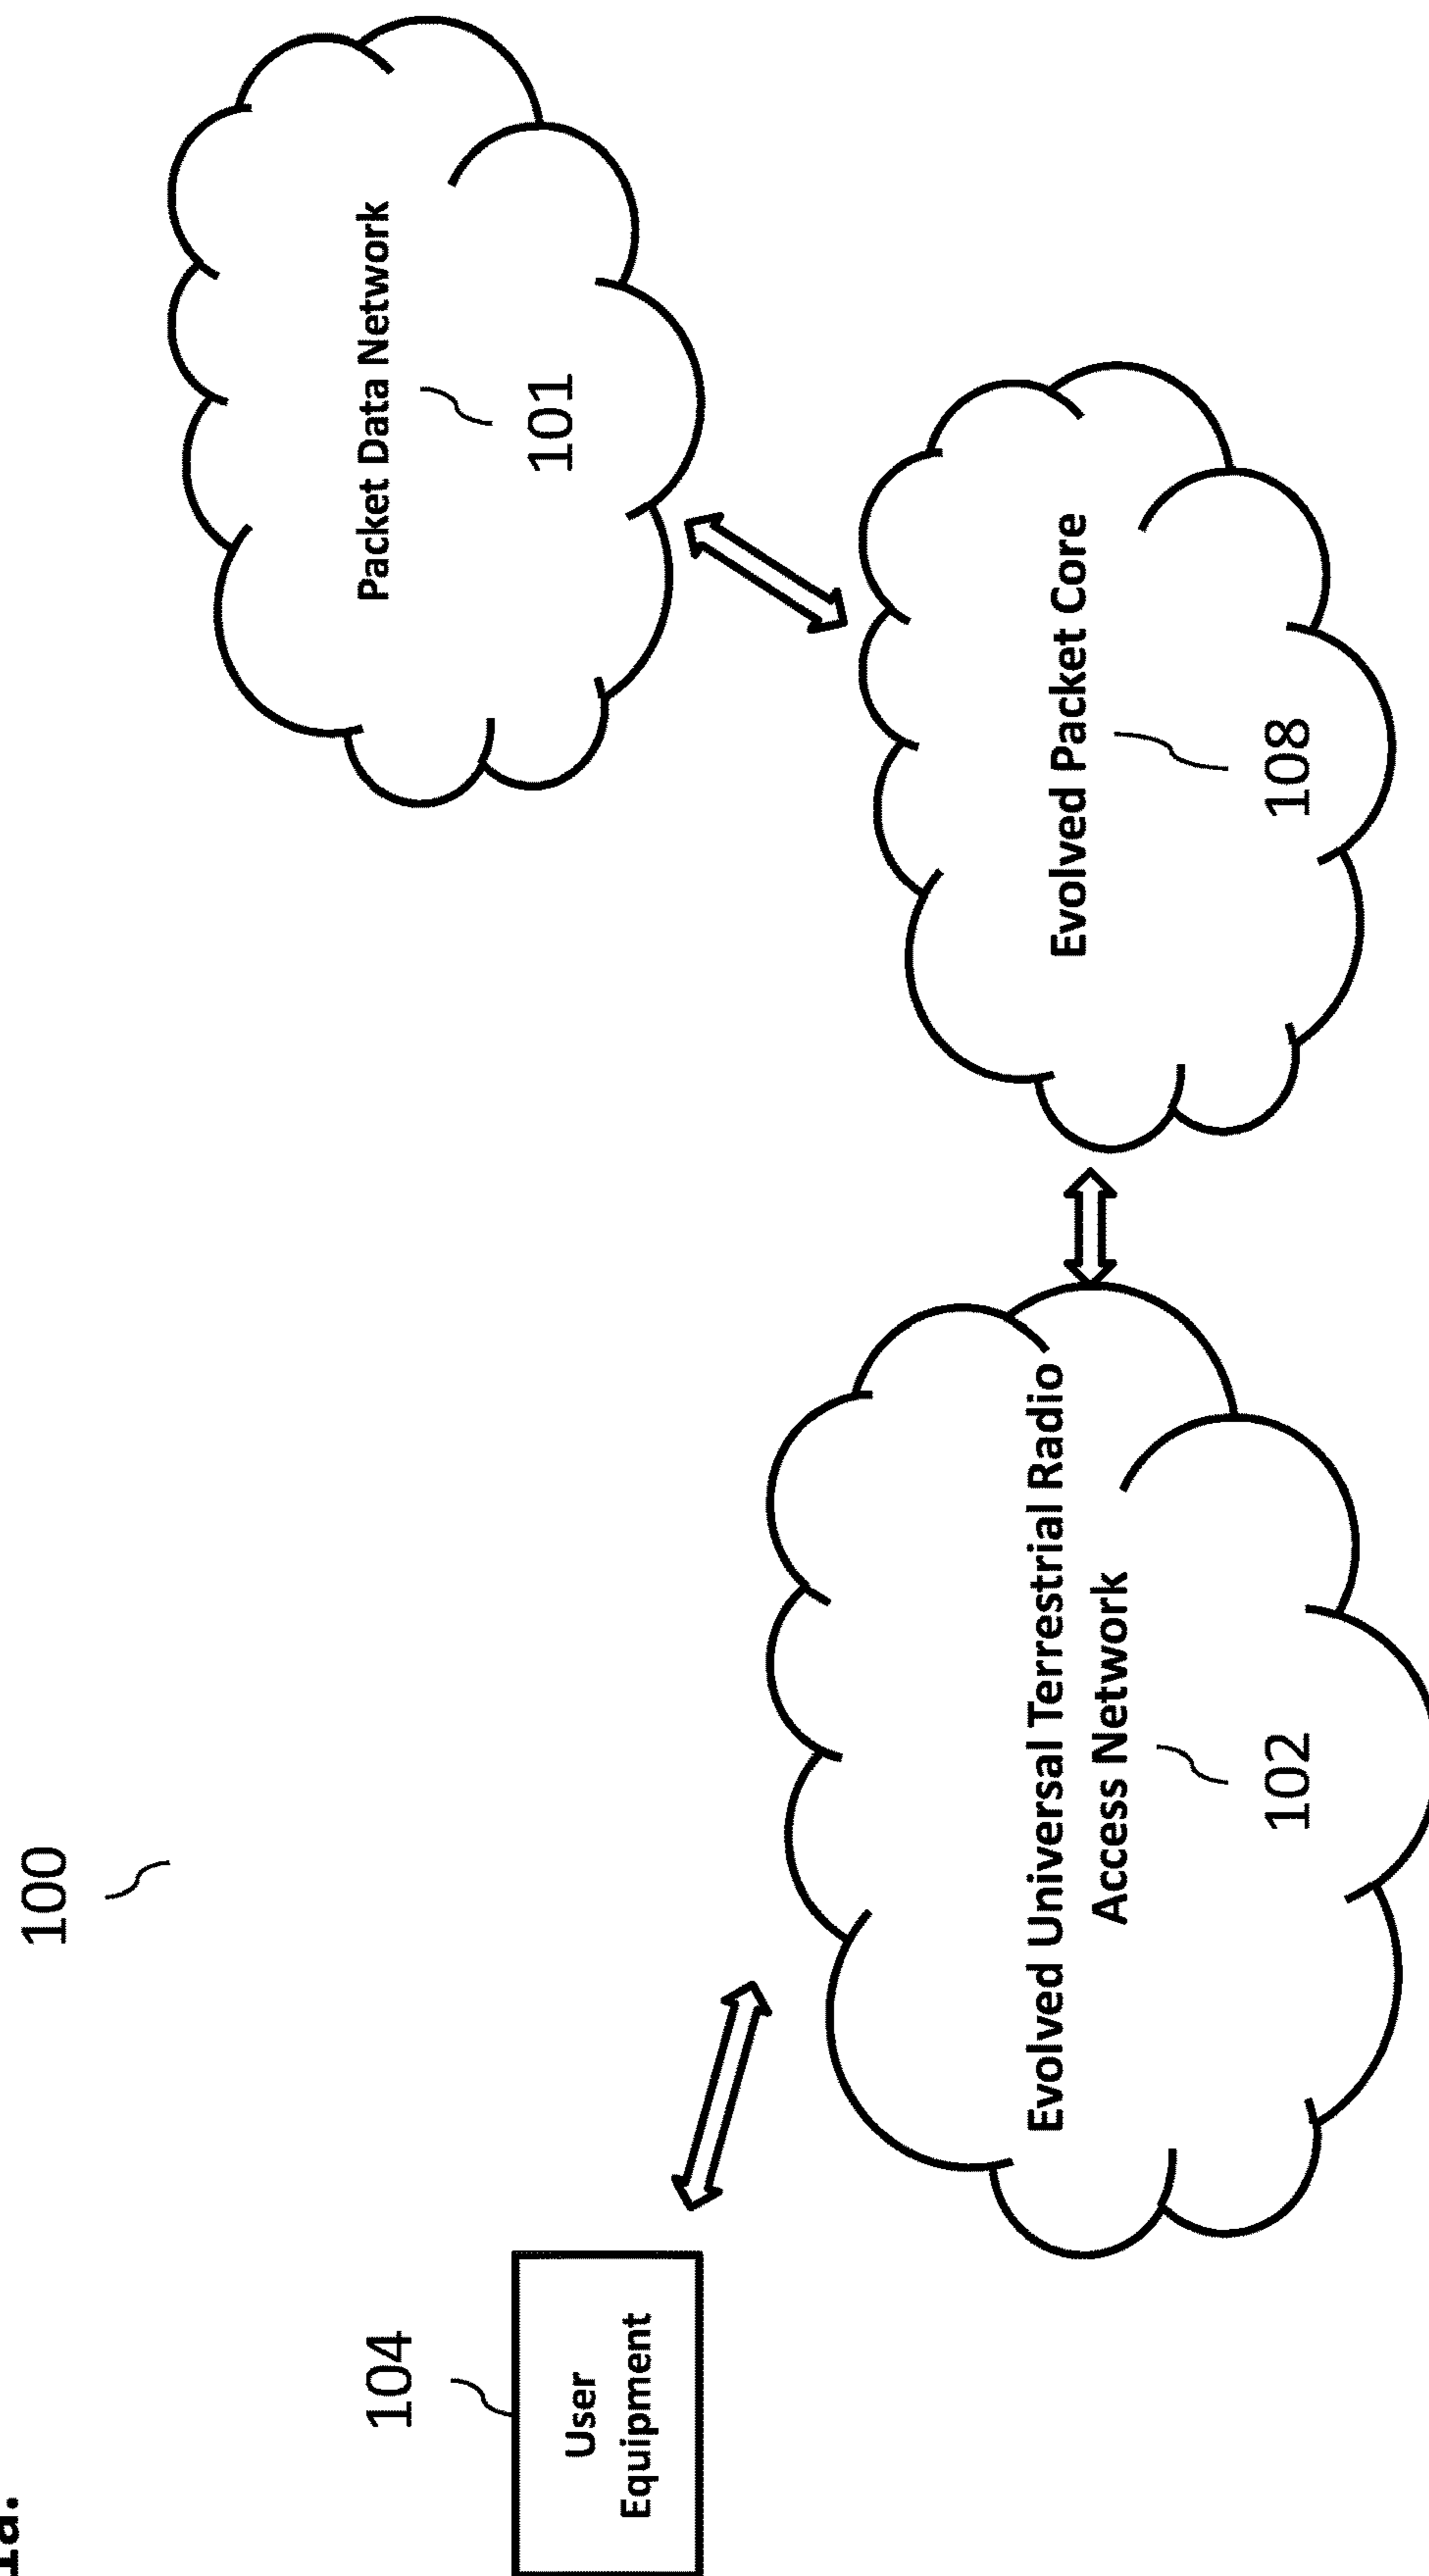 1a.
100
104
User
Equipment
Packet Data Network
101
Evolved Universal Terrestrial Radio
Access Network
102
Evolved Packet Core
108